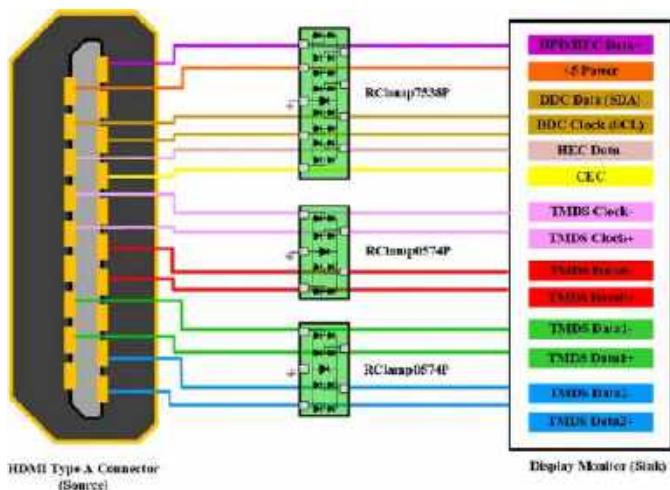 HPD/HEC Data-
+5 Power
DDC Data (SDA)
DDC Clock (SCL)
HEC Data
CEC
RClamp7538P
TMDS Clock-
TMDS Clock+
RClamp0574P
TMDS
TMDS
TMDS Data1-
TMDS Data1+
RClamp0574P
TMDS Data2-
TMDS Data2+
HDMI Type A Connector
(Source)
Display Monitor (Sink)